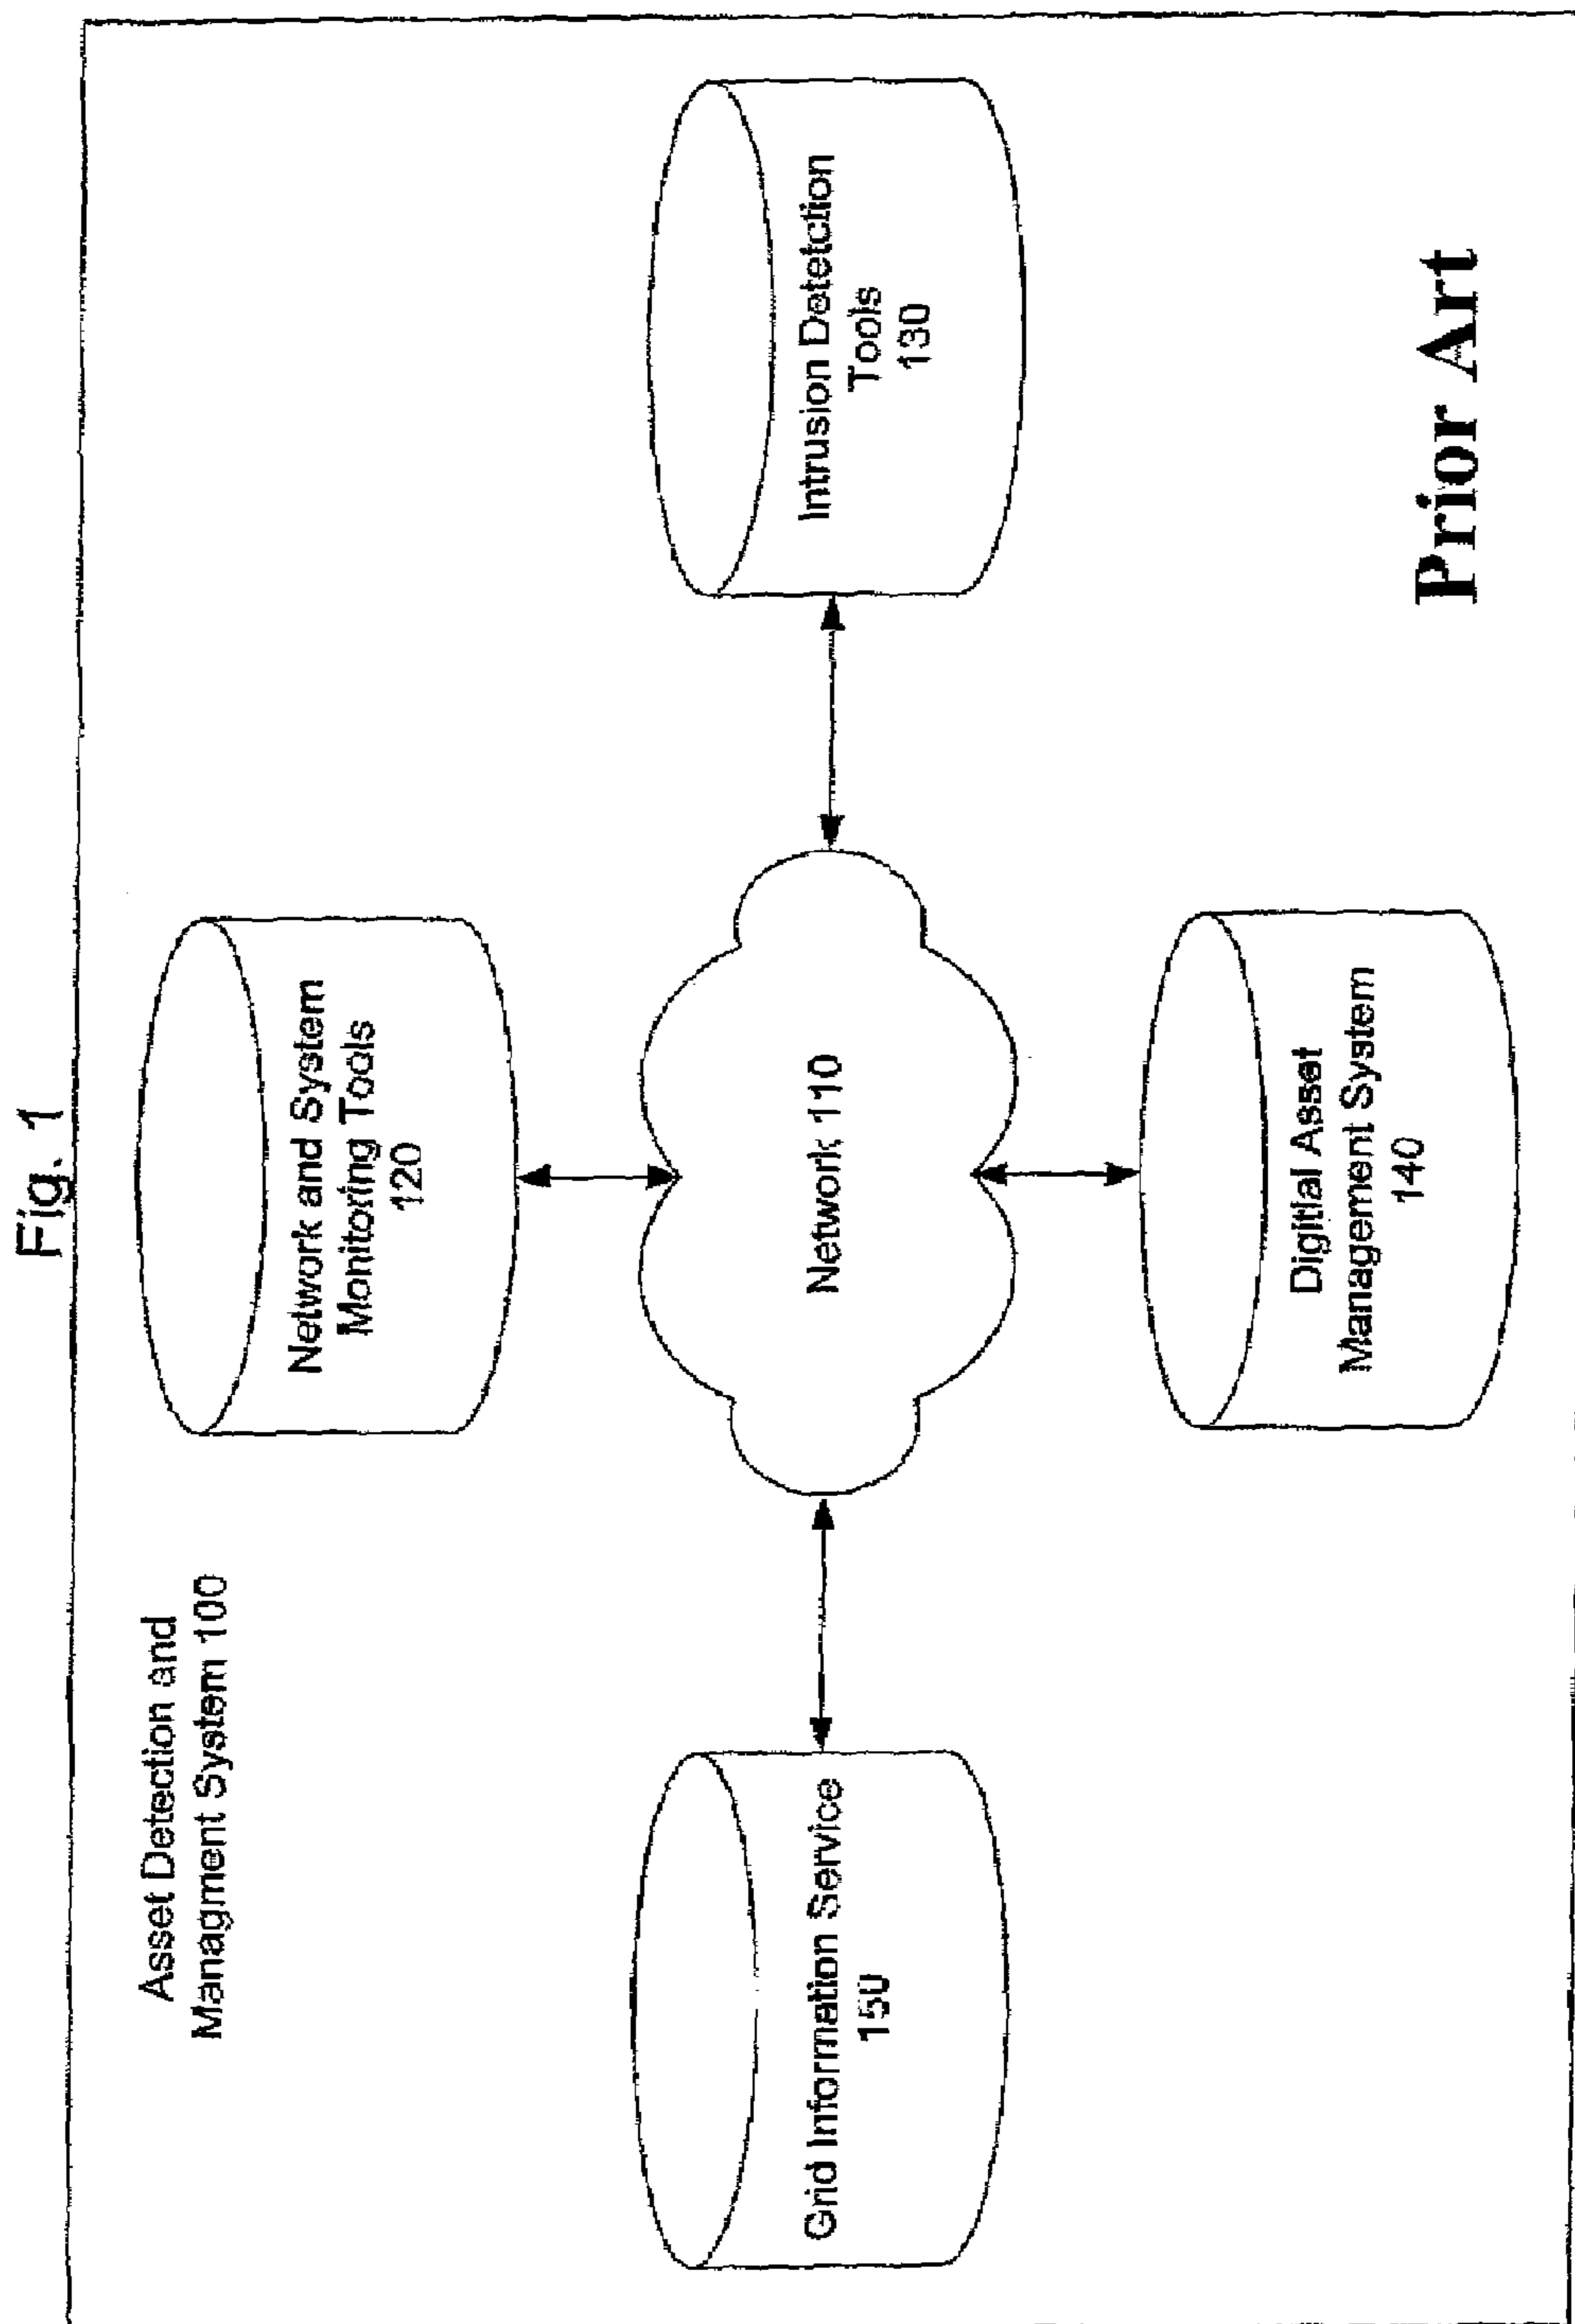 Fig. 1
Asset Detection and
Managment System 100
Network and System
Monitoring Tools
120
Grid Information Service
150
Network 110
Intrusion Detetction
Tools
130
Digitial Asset
Management System
140
Prior Art